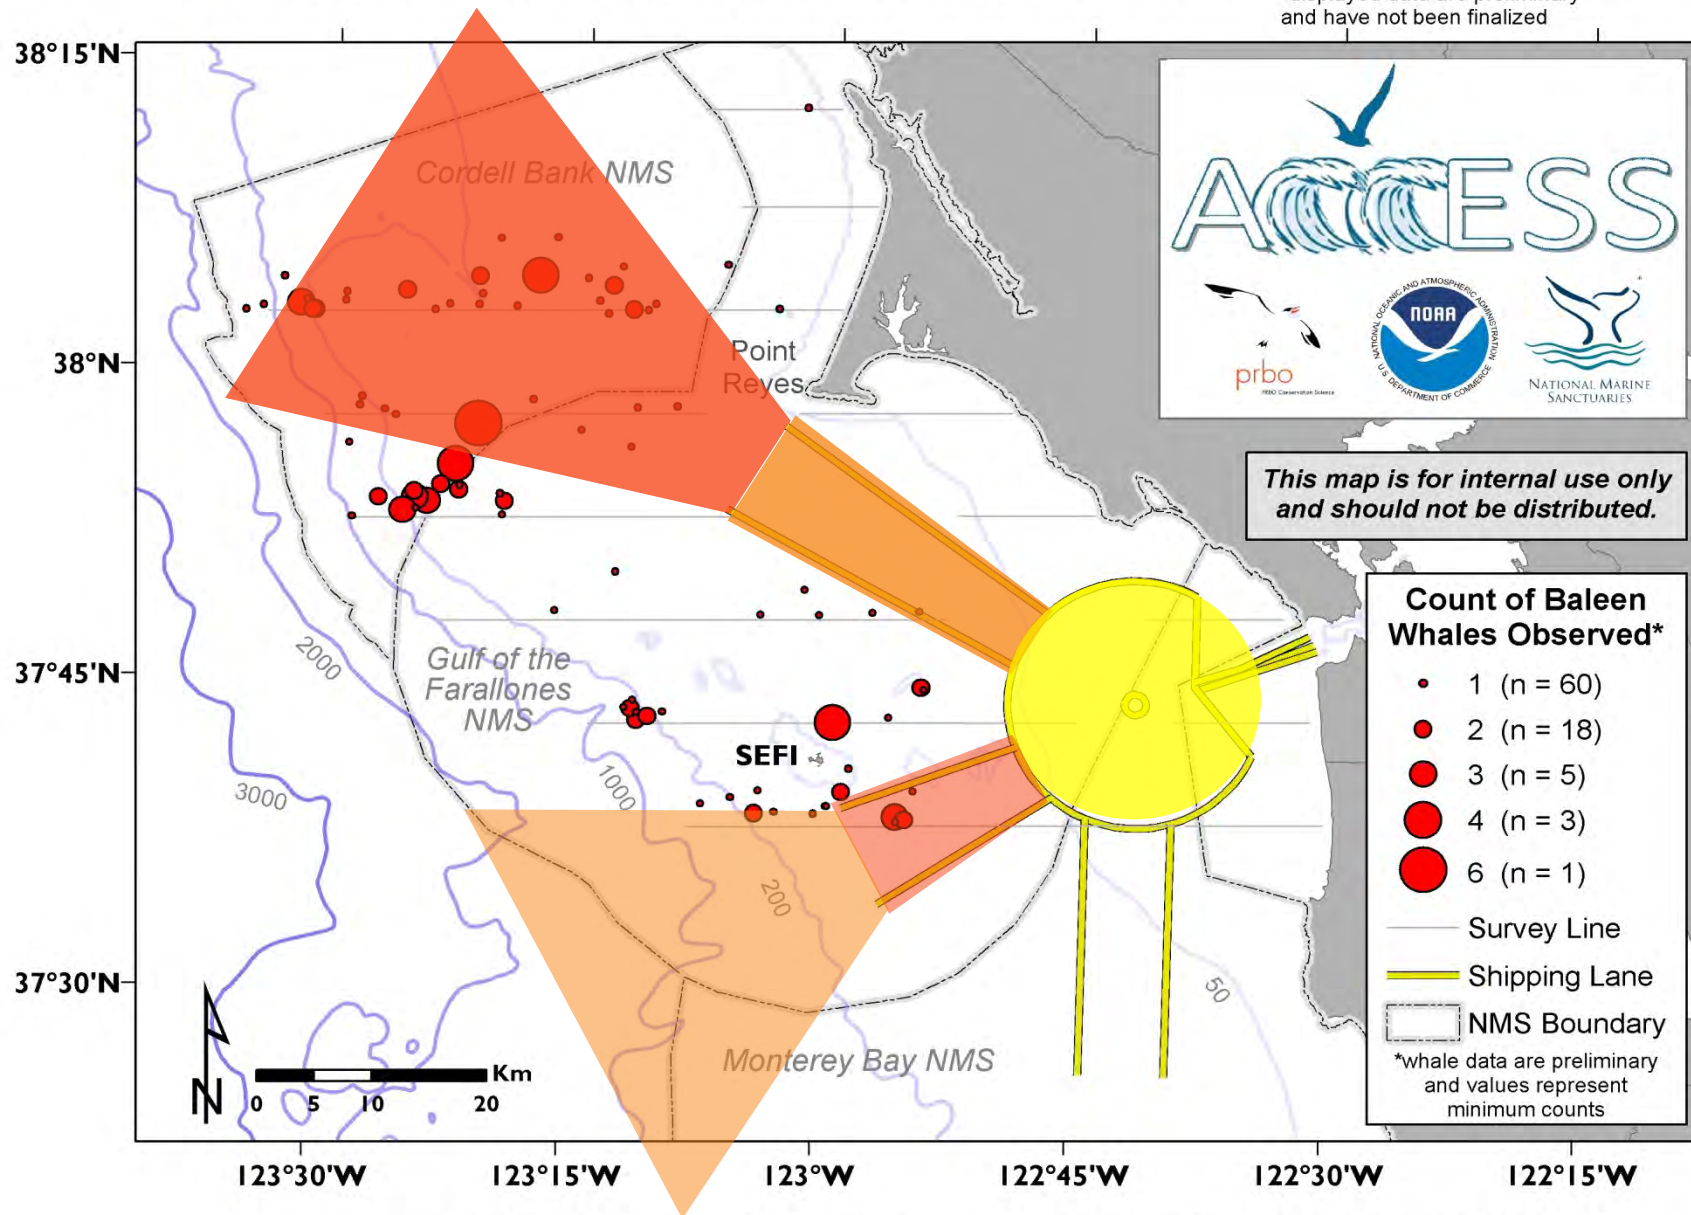 and have not been finalized
38°15'N
38°N
37°45'N
37°30'N
Cordell Bank NMS
Point
Reyes
Gulf of the
Farallones
NMS
SEFI
Monterey Bay NMS
2000
3000
1000
200
50
N
Km
0 5 10 20
123°30'W 123°15'W 123°W 122°45'W 122°30'W 122°15'W
ACCESS
prbo
PRBO Conservation Science
NATIONAL OCEANIC AND ATMOSPHERIC ADMINISTRATION
NOAA
U.S. DEPARTMENT OF COMMERCE
NATIONAL MARINE
SANCTUARIES
This map is for internal use only
and should not be distributed.
Count of Baleen
Whales Observed*
1 (n = 60)
2 (n = 18)
3 (n = 5)
4 (n = 3)
6 (n = 1)
Survey Line
Shipping Lane
NMS Boundary
*whale data are preliminary
and values represent
minimum counts